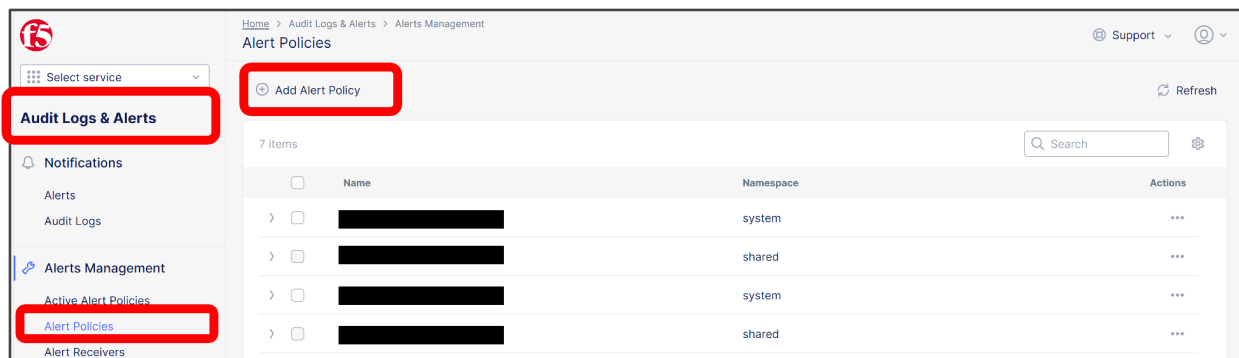 f5
Home > Audit Logs & Alerts > Alerts Management
Alert Policies
Support
Select service
Add Alert Policy
Refresh
Audit Logs & Alerts
7 items
Search
Notifications
Name Namespace Actions
Alerts
system
Audit Logs
shared
Alerts Management
system
Active Alert Policies
Alert Policies
shared
Alert Receivers